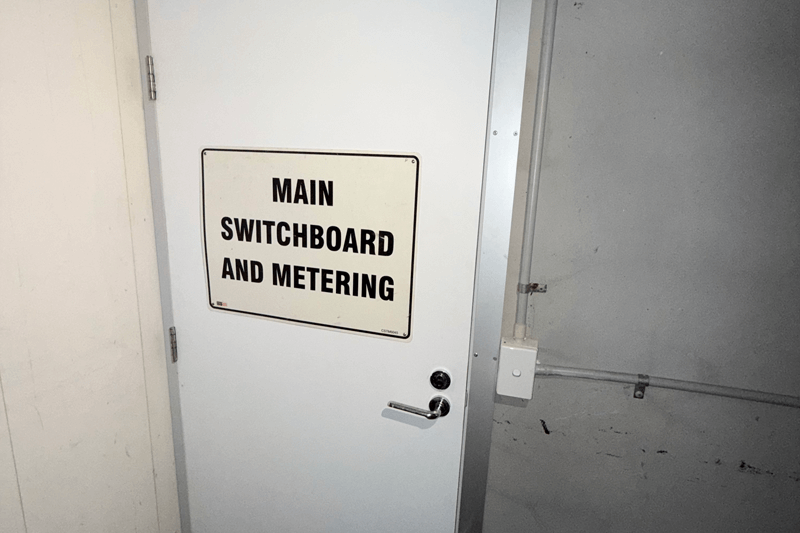 MAIN
SWITCHBOARD
AND METERING